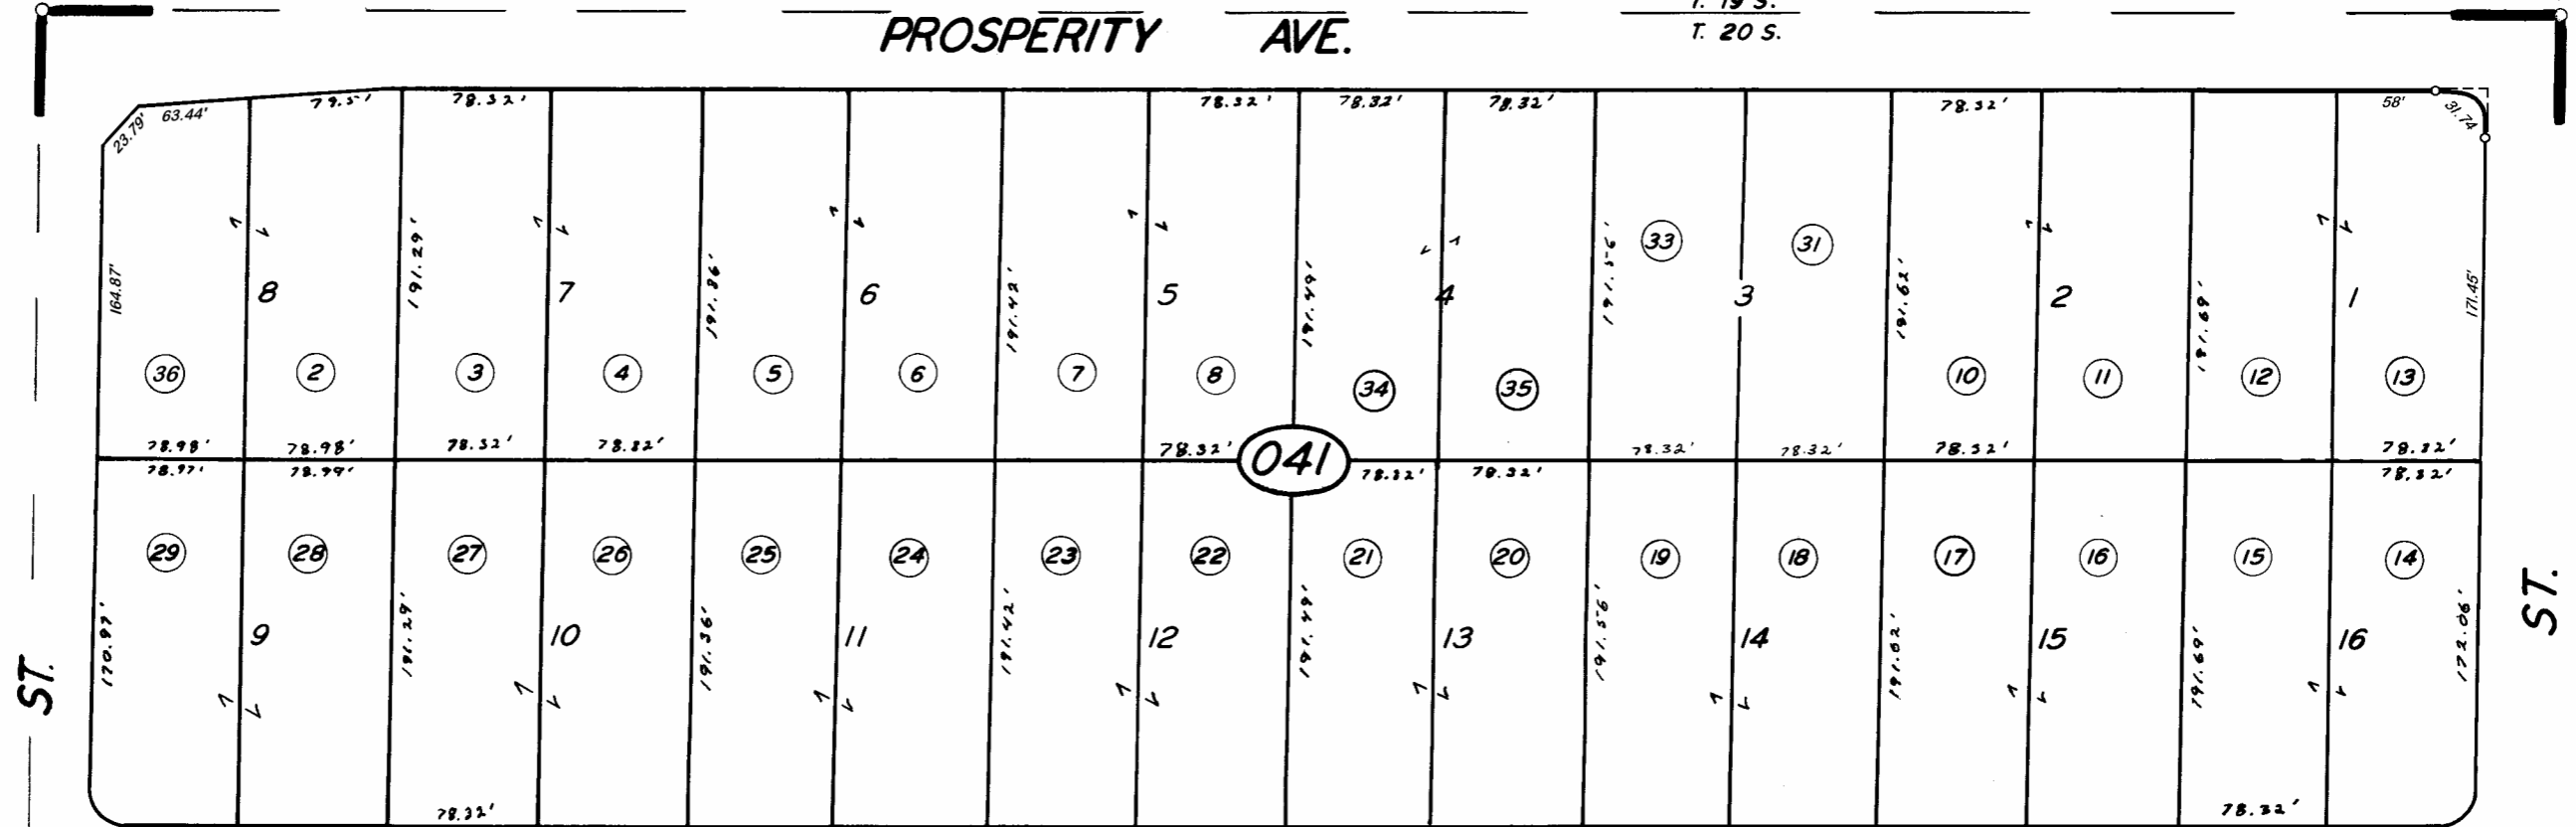 T. 19 S.
PROSPERITY AVE.
T. 20 S.
23.79' 63.44' 79.5' 78.32' 78.32' 78.32' 78.32' 78.32' 58' 31.74
164.87' 191.29' 191.86' 191.42' 191.49' 191.56' 191.62' 191.69' 171.45'
33 31
8 7 6 5 4 3 2 1
36 2 3 4 5 6 7 8 34 35 10 11 12 13
78.98' 78.98' 78.32' 78.32' 78.32' 78.32' 78.32' 78.32' 78.32'
041
78.97' 78.99' 78.32' 78.32' 78.32'
29 28 27 26 25 24 23 22 21 20 19 18 17 16 15 14
170.97' 191.29' 191.36' 191.42' 191.49' 191.56' 191.62' 191.69' 172.06'
9 10 11 12 13 14 15 16
ST. ST.
78.32' 78.32'